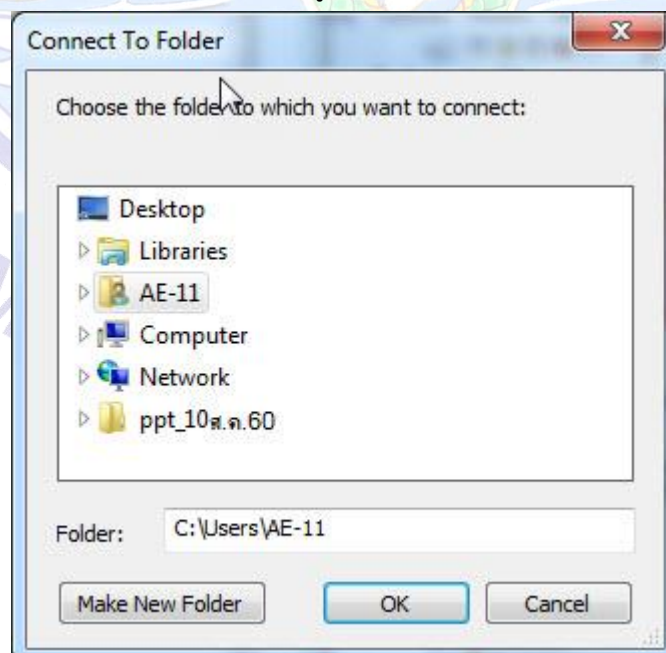 Connect To Folder
Choose the folder to which you want to connect:
Desktop
Libraries
AE-11
Computer
Network
ppt_10ส.ค.60
Folder: C:\Users\AE-11
Make New Folder OK Cancel